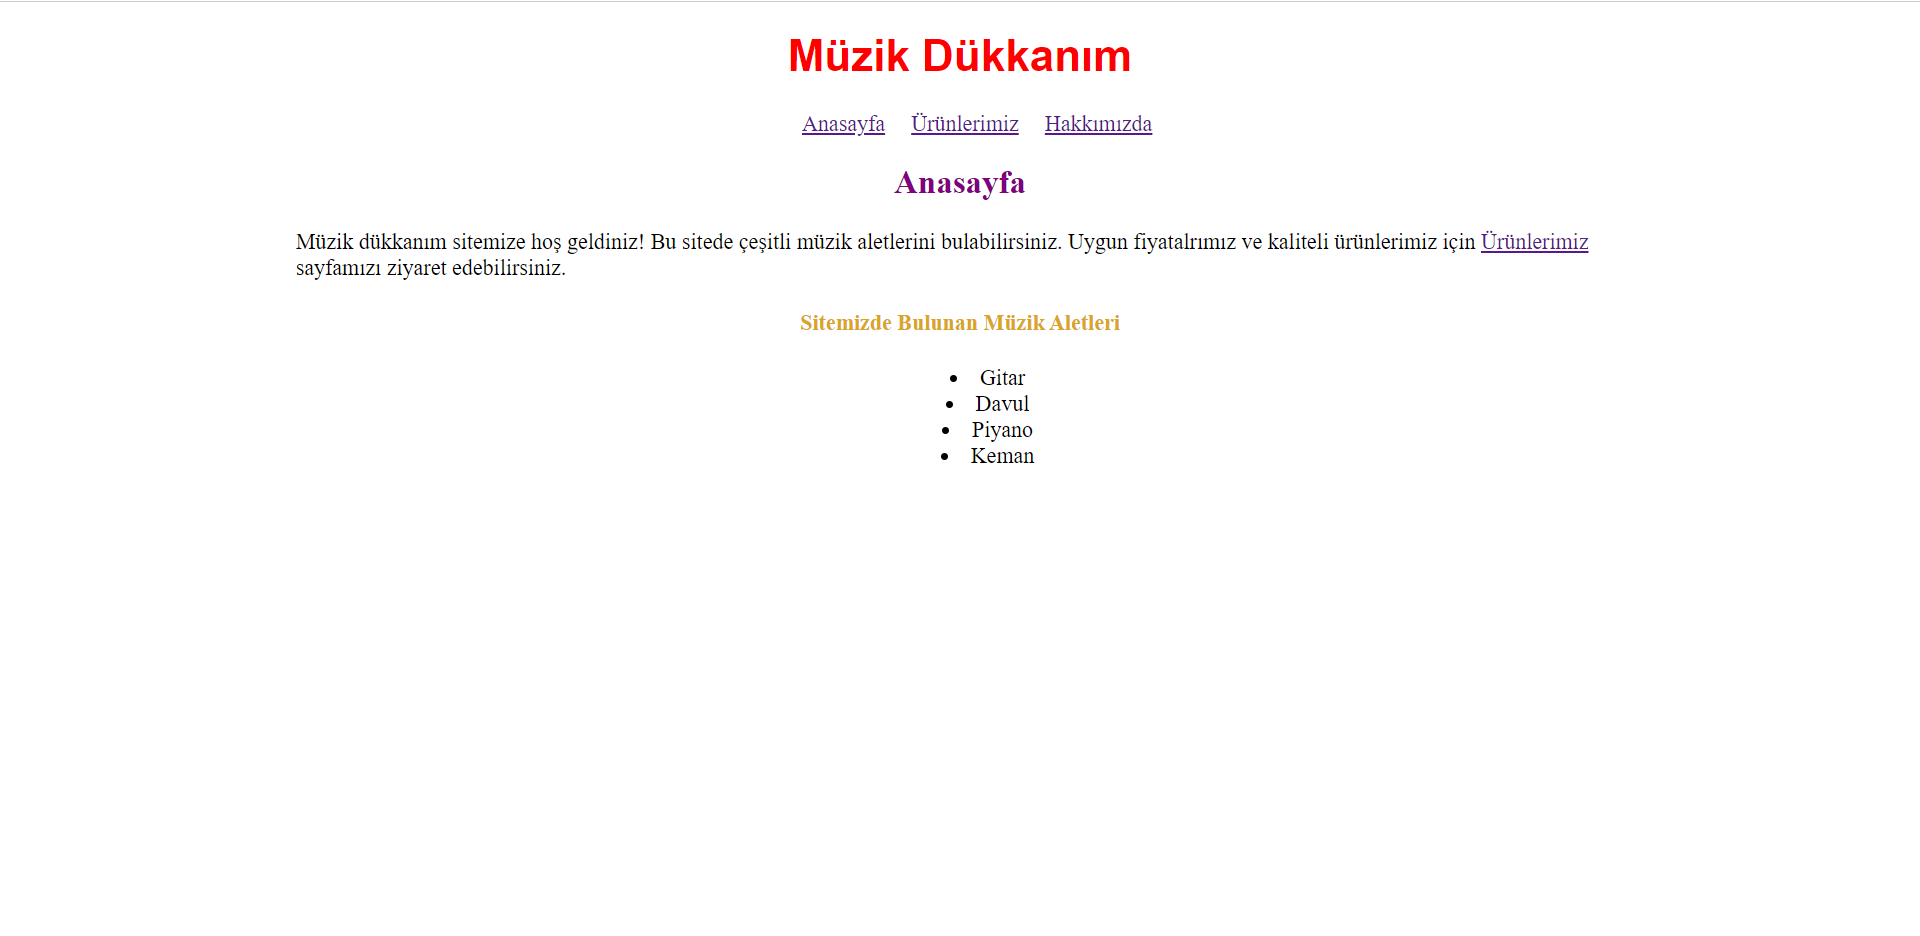 Müzik Dükkanım
Anasayfa Ürünlerimiz Hakkımızda
Anasayfa
Müzik dükkanım sitemize hoş geldiniz! Bu sitede çeşitli müzik aletlerini bulabilirsiniz. Uygun fiyatalrımız ve kaliteli ürünlerimiz için Ürünlerimiz
sayfamızı ziyaret edebilirsiniz.
Sitemizde Bulunan Müzik Aletleri
• Gitar
• Davul
• Piyano
• Keman